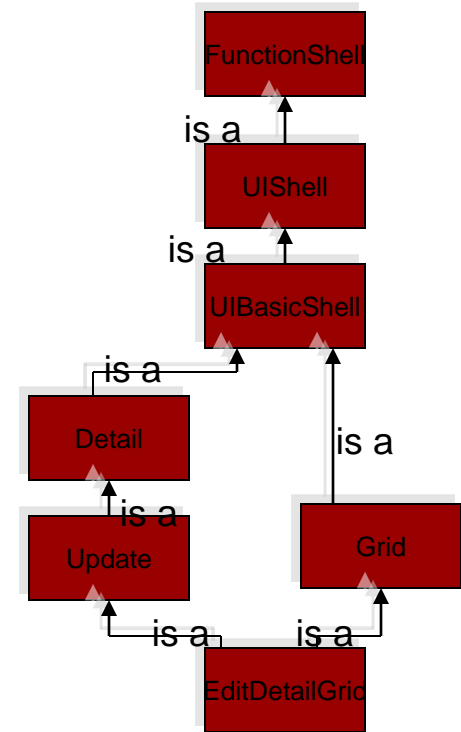 FunctionShell
is a
UIShell
is a
UIBasicShell
is a
Detail
is a
is a
Update
Grid
is a
is a
EditDetailGrid